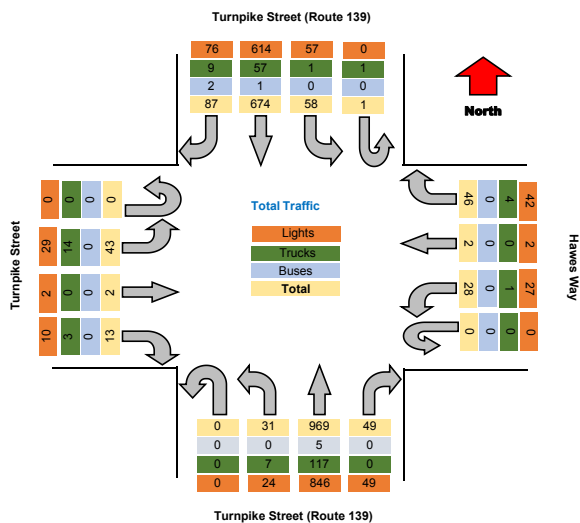 Turnpike Street (Route 139)
76 614 57 0
9 57 1 1
2 1 0 0
87 674 58 1
North
0 0 0 0
29 14 0 43
2 0 0 2
10 3 0 13
Turnpike Street
Total Traffic
Lights
Trucks
Buses
Total
46 0 4 42
2 0 0 2
28 0 1 27
0 0 0 0
Hawes Way
0 31 969 49
0 0 5 0
0 7 117 0
0 24 846 49
Turnpike Street (Route 139)